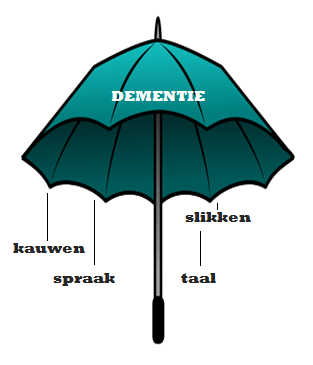 DEMENTIE
slikken
kauwen
spraak
taal